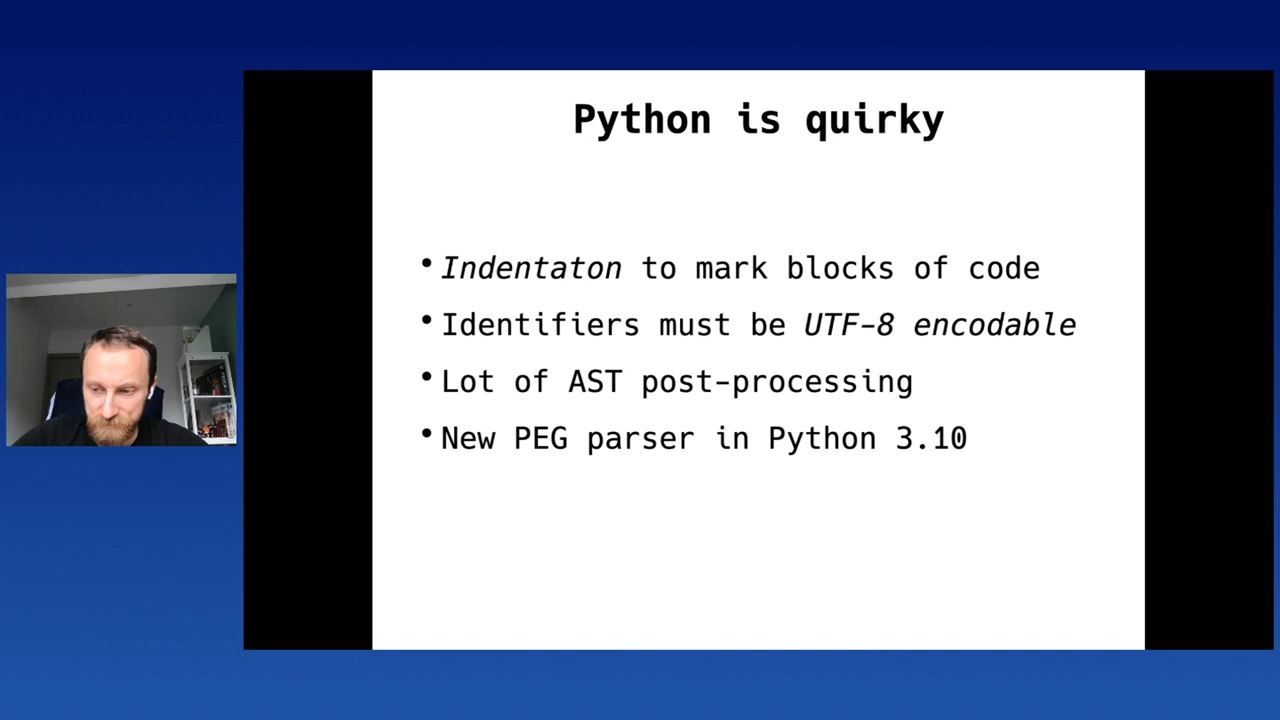 Python is quirky
• Indentaton to mark blocks of code
• Identifiers must be UTF-8 encodable
• Lot of AST post-processing
• New PEG parser in Python 3.10